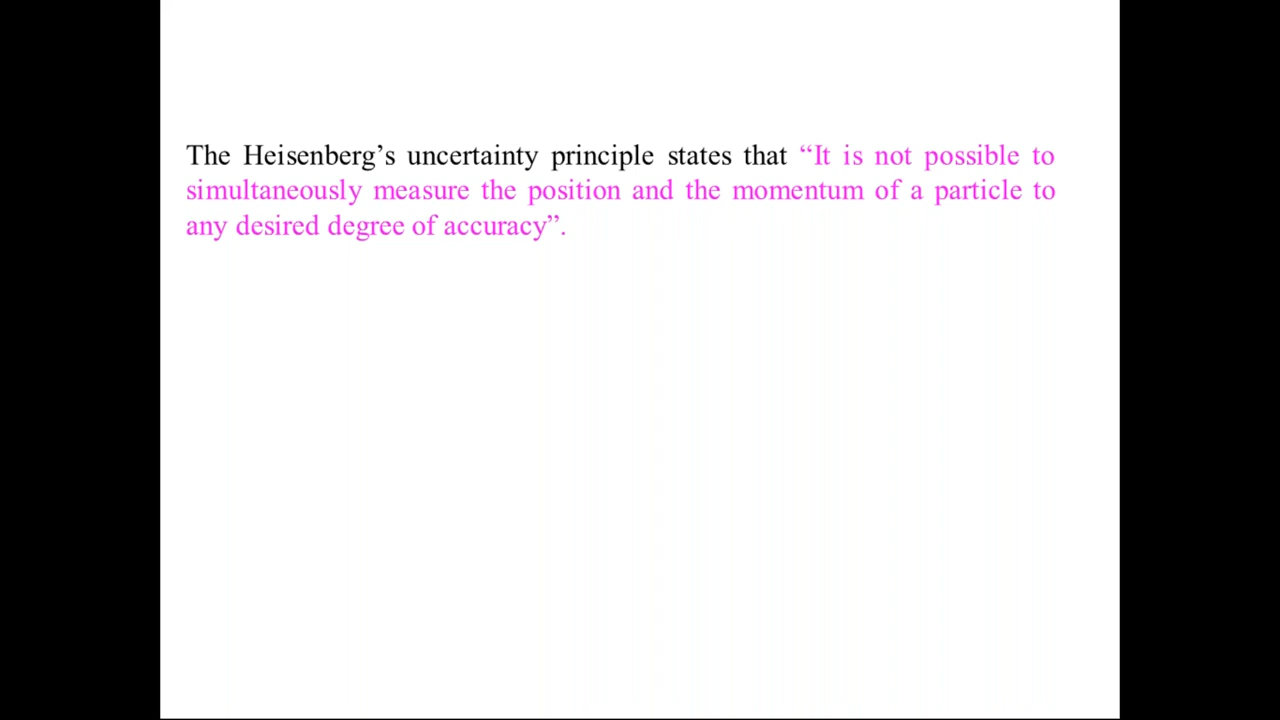 The Heisenberg’s uncertainty principle states that “It is not possible to
simultaneously measure the position and the momentum of a particle to
any desired degree of accuracy”.